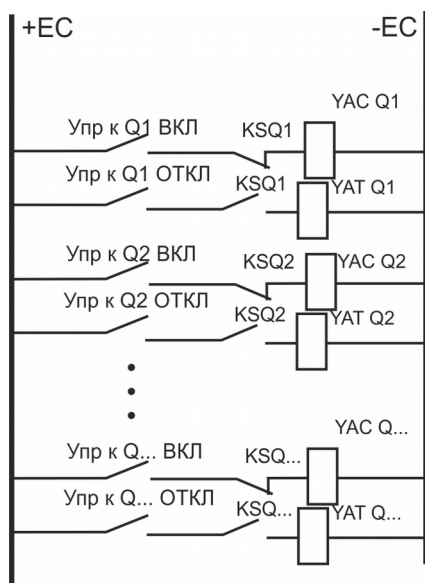 +EC -EC
YAC Q1
Упр к Q1 ВКЛ KSQ1
Упр к Q1 ОТКЛ KSQ1 YAT Q1
Упр к Q2 ВКЛ KSQ2 YAC Q2
Упр к Q2 ОТКЛ KSQ2 YAT Q2
YAC Q...
Упр к Q... ВКЛ KSQ...
Упр к Q... ОТКЛ KSQ... YAT Q...